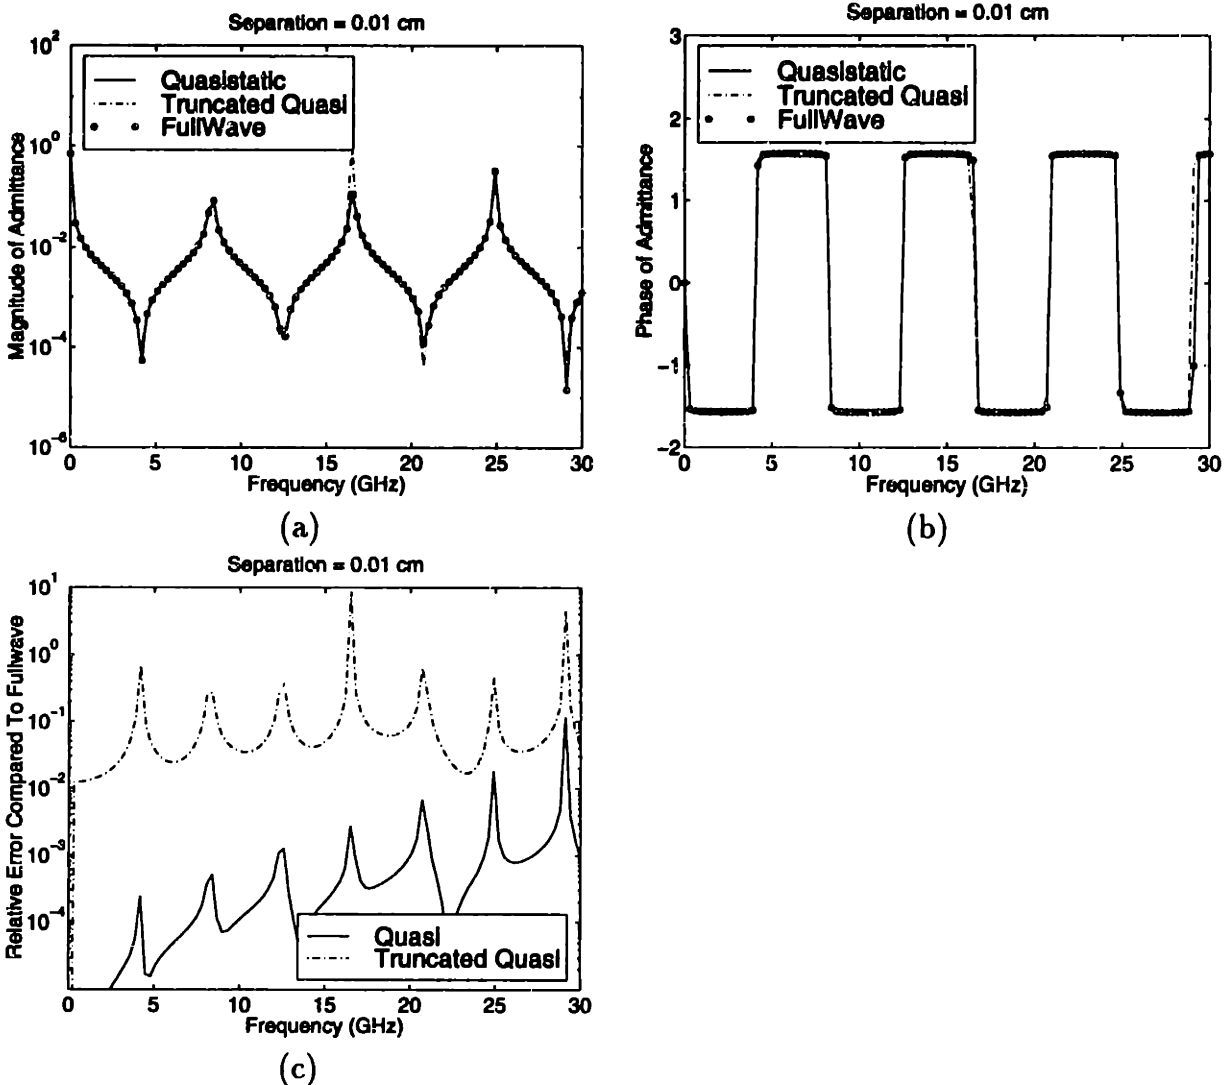 Separation = 0.01 cm
10^2
10^0
10^-2
10^-4
10^-6
Magnitude of Admittance
Quasistatic
Truncated Quasi
FullWave
0 5 10 15 20 25 30
Frequency (GHz)
(a)
Separation = 0.01 cm
3
2
1
0
-1
-2
Phase of Admittance
Quasistatic
Truncated Quasi
FullWave
0 5 10 15 20 25 30
Frequency (GHz)
(b)
Separation = 0.01 cm
10^1
10^0
10^-1
10^-2
10^-3
10^-4
Relative Error Compared To Fullwave
Quasi
Truncated Quasi
0 5 10 15 20 25 30
Frequency (GHz)
(c)